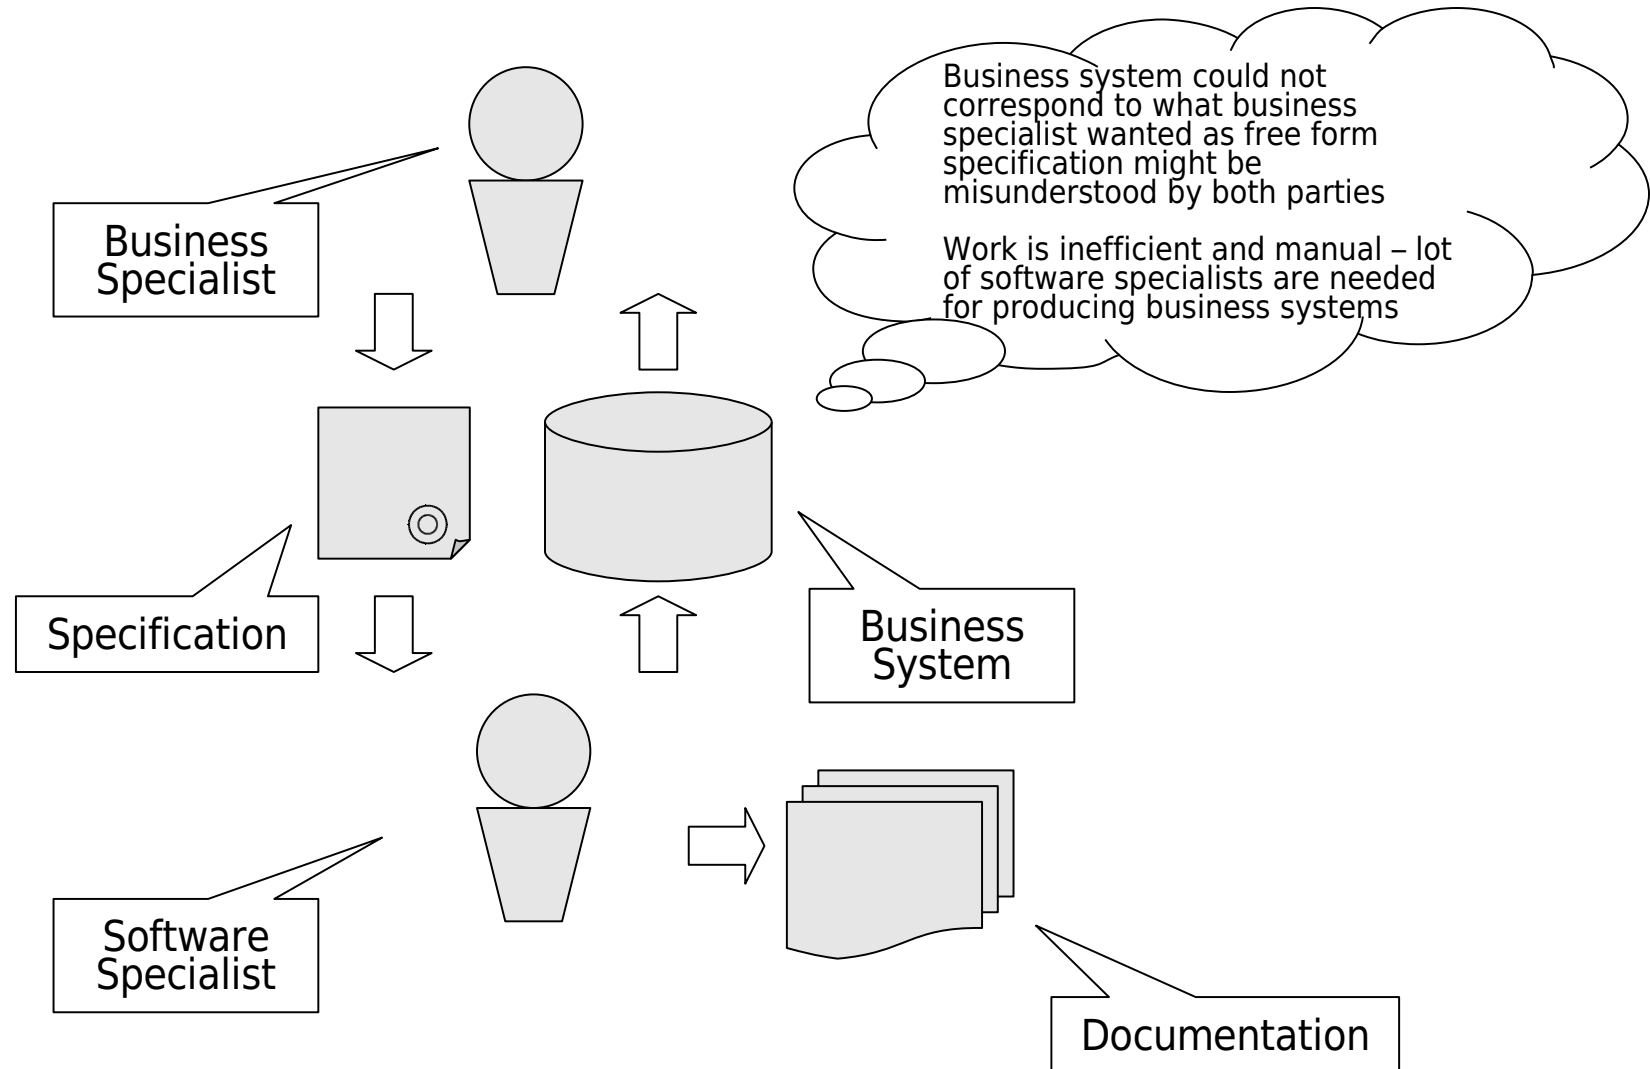 Business system could not
correspond to what business
specialist wanted as free form
specification might be
misunderstood by both parties
Work is inefficient and manual – lot
of software specialists are needed
for producing business systems
Business
Specialist
Specification
Business
System
Software
Specialist
Documentation